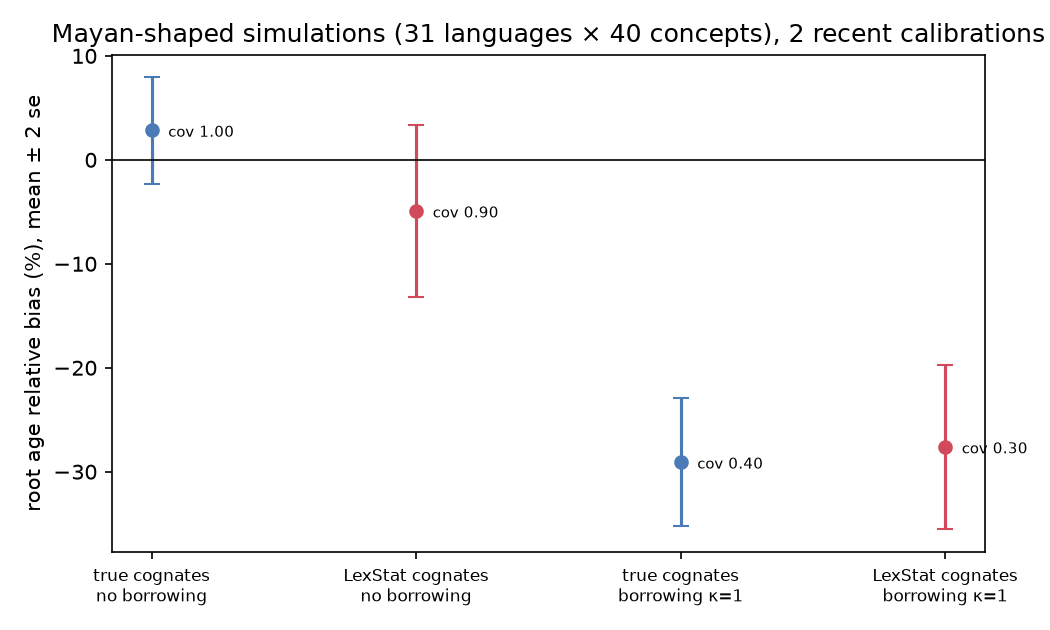 Mayan-shaped simulations (31 languages × 40 concepts), 2 recent calibrations
root age relative bias (%), mean ± 2 se
10
0
−10
−20
−30
cov 1.00
cov 0.90
cov 0.40
cov 0.30
true cognates
no borrowing
LexStat cognates
no borrowing
true cognates
borrowing κ=1
LexStat cognates
borrowing κ=1